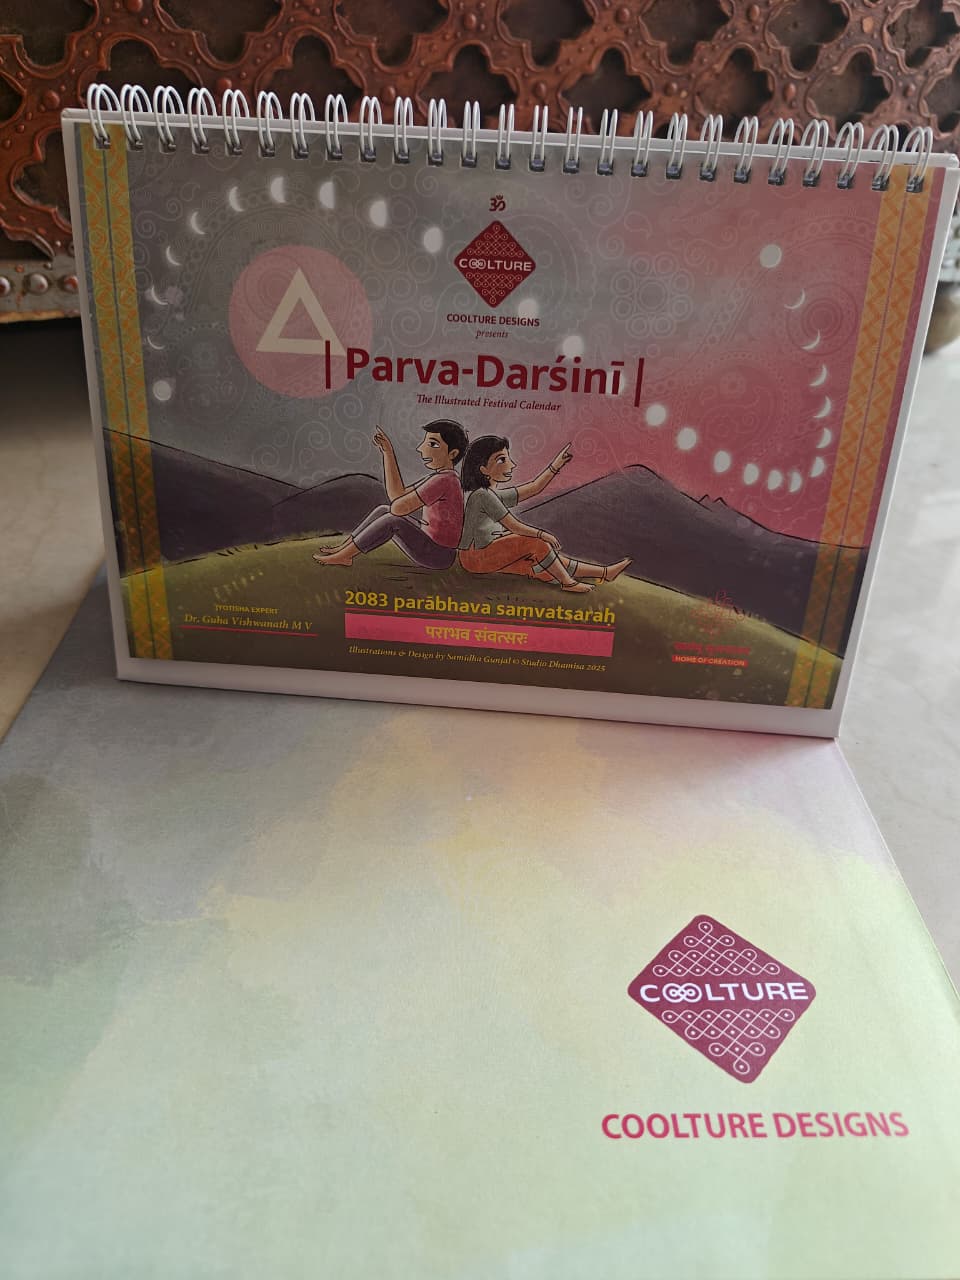 ॐ
COOLTURE
COOLTURE DESIGNS
presents
| Parva-Darśinī |
The Illustrated Festival Calendar
2083 parābhava saṃvatsaraḥ
पराभव संवत्सरः
JYOTISHA EXPERT
Dr. Guha Vishwanath M V
Illustrations & Design by Samidha Gunjal © Studio Dhamisa 2025
HOME OF CREATION
COOLTURE
COOLTURE DESIGNS